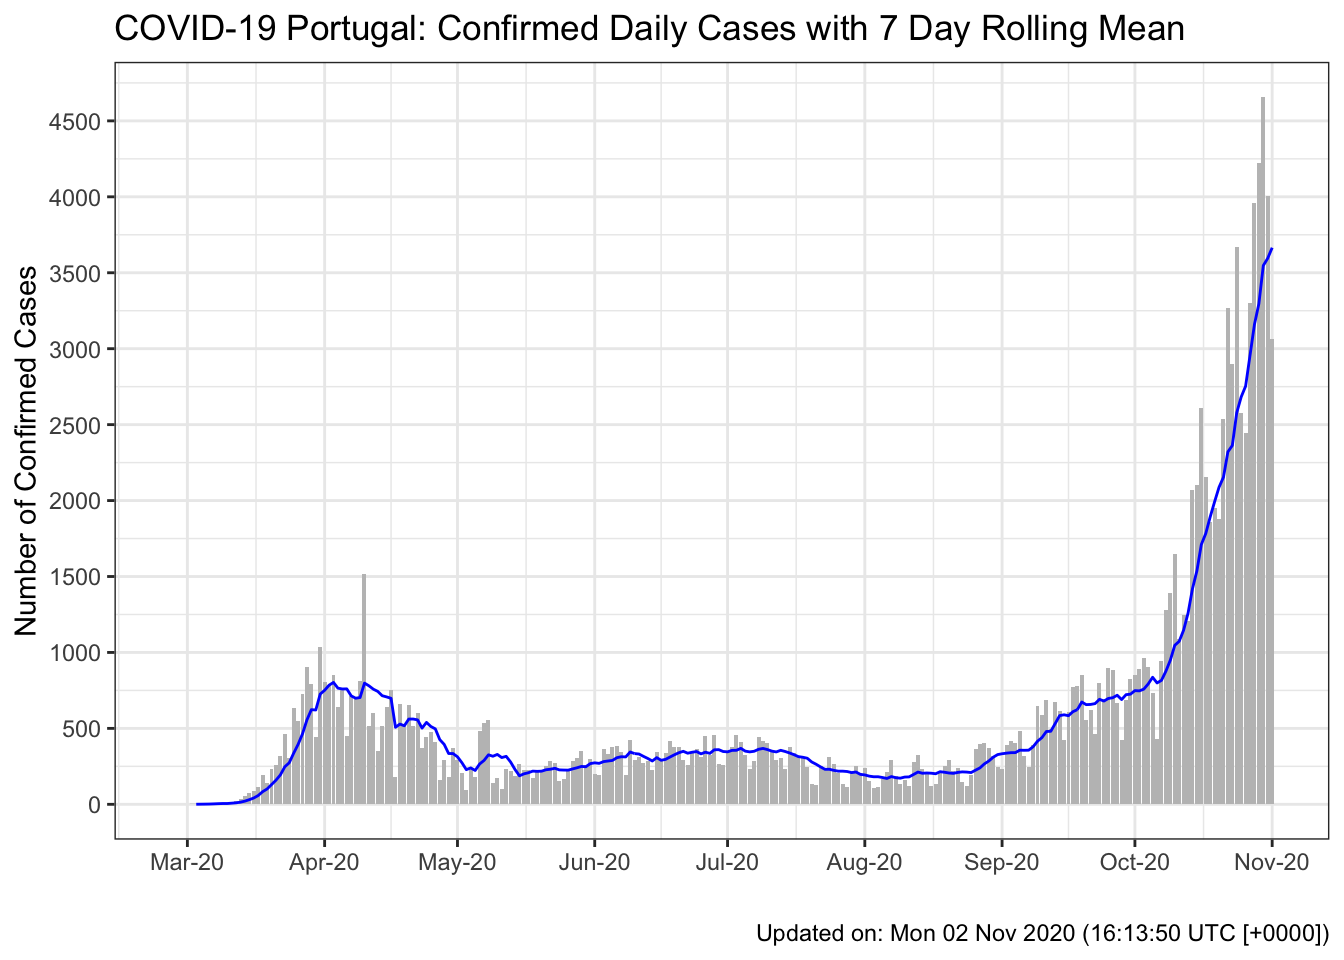 COVID-19 Portugal: Confirmed Daily Cases with 7 Day Rolling Mean
Number of Confirmed Cases
4500
4000
3500
3000
2500
2000
1500
1000
500
0
Mar-20 Apr-20 May-20 Jun-20 Jul-20 Aug-20 Sep-20 Oct-20 Nov-20
Updated on: Mon 02 Nov 2020 (16:13:50 UTC [+0000])